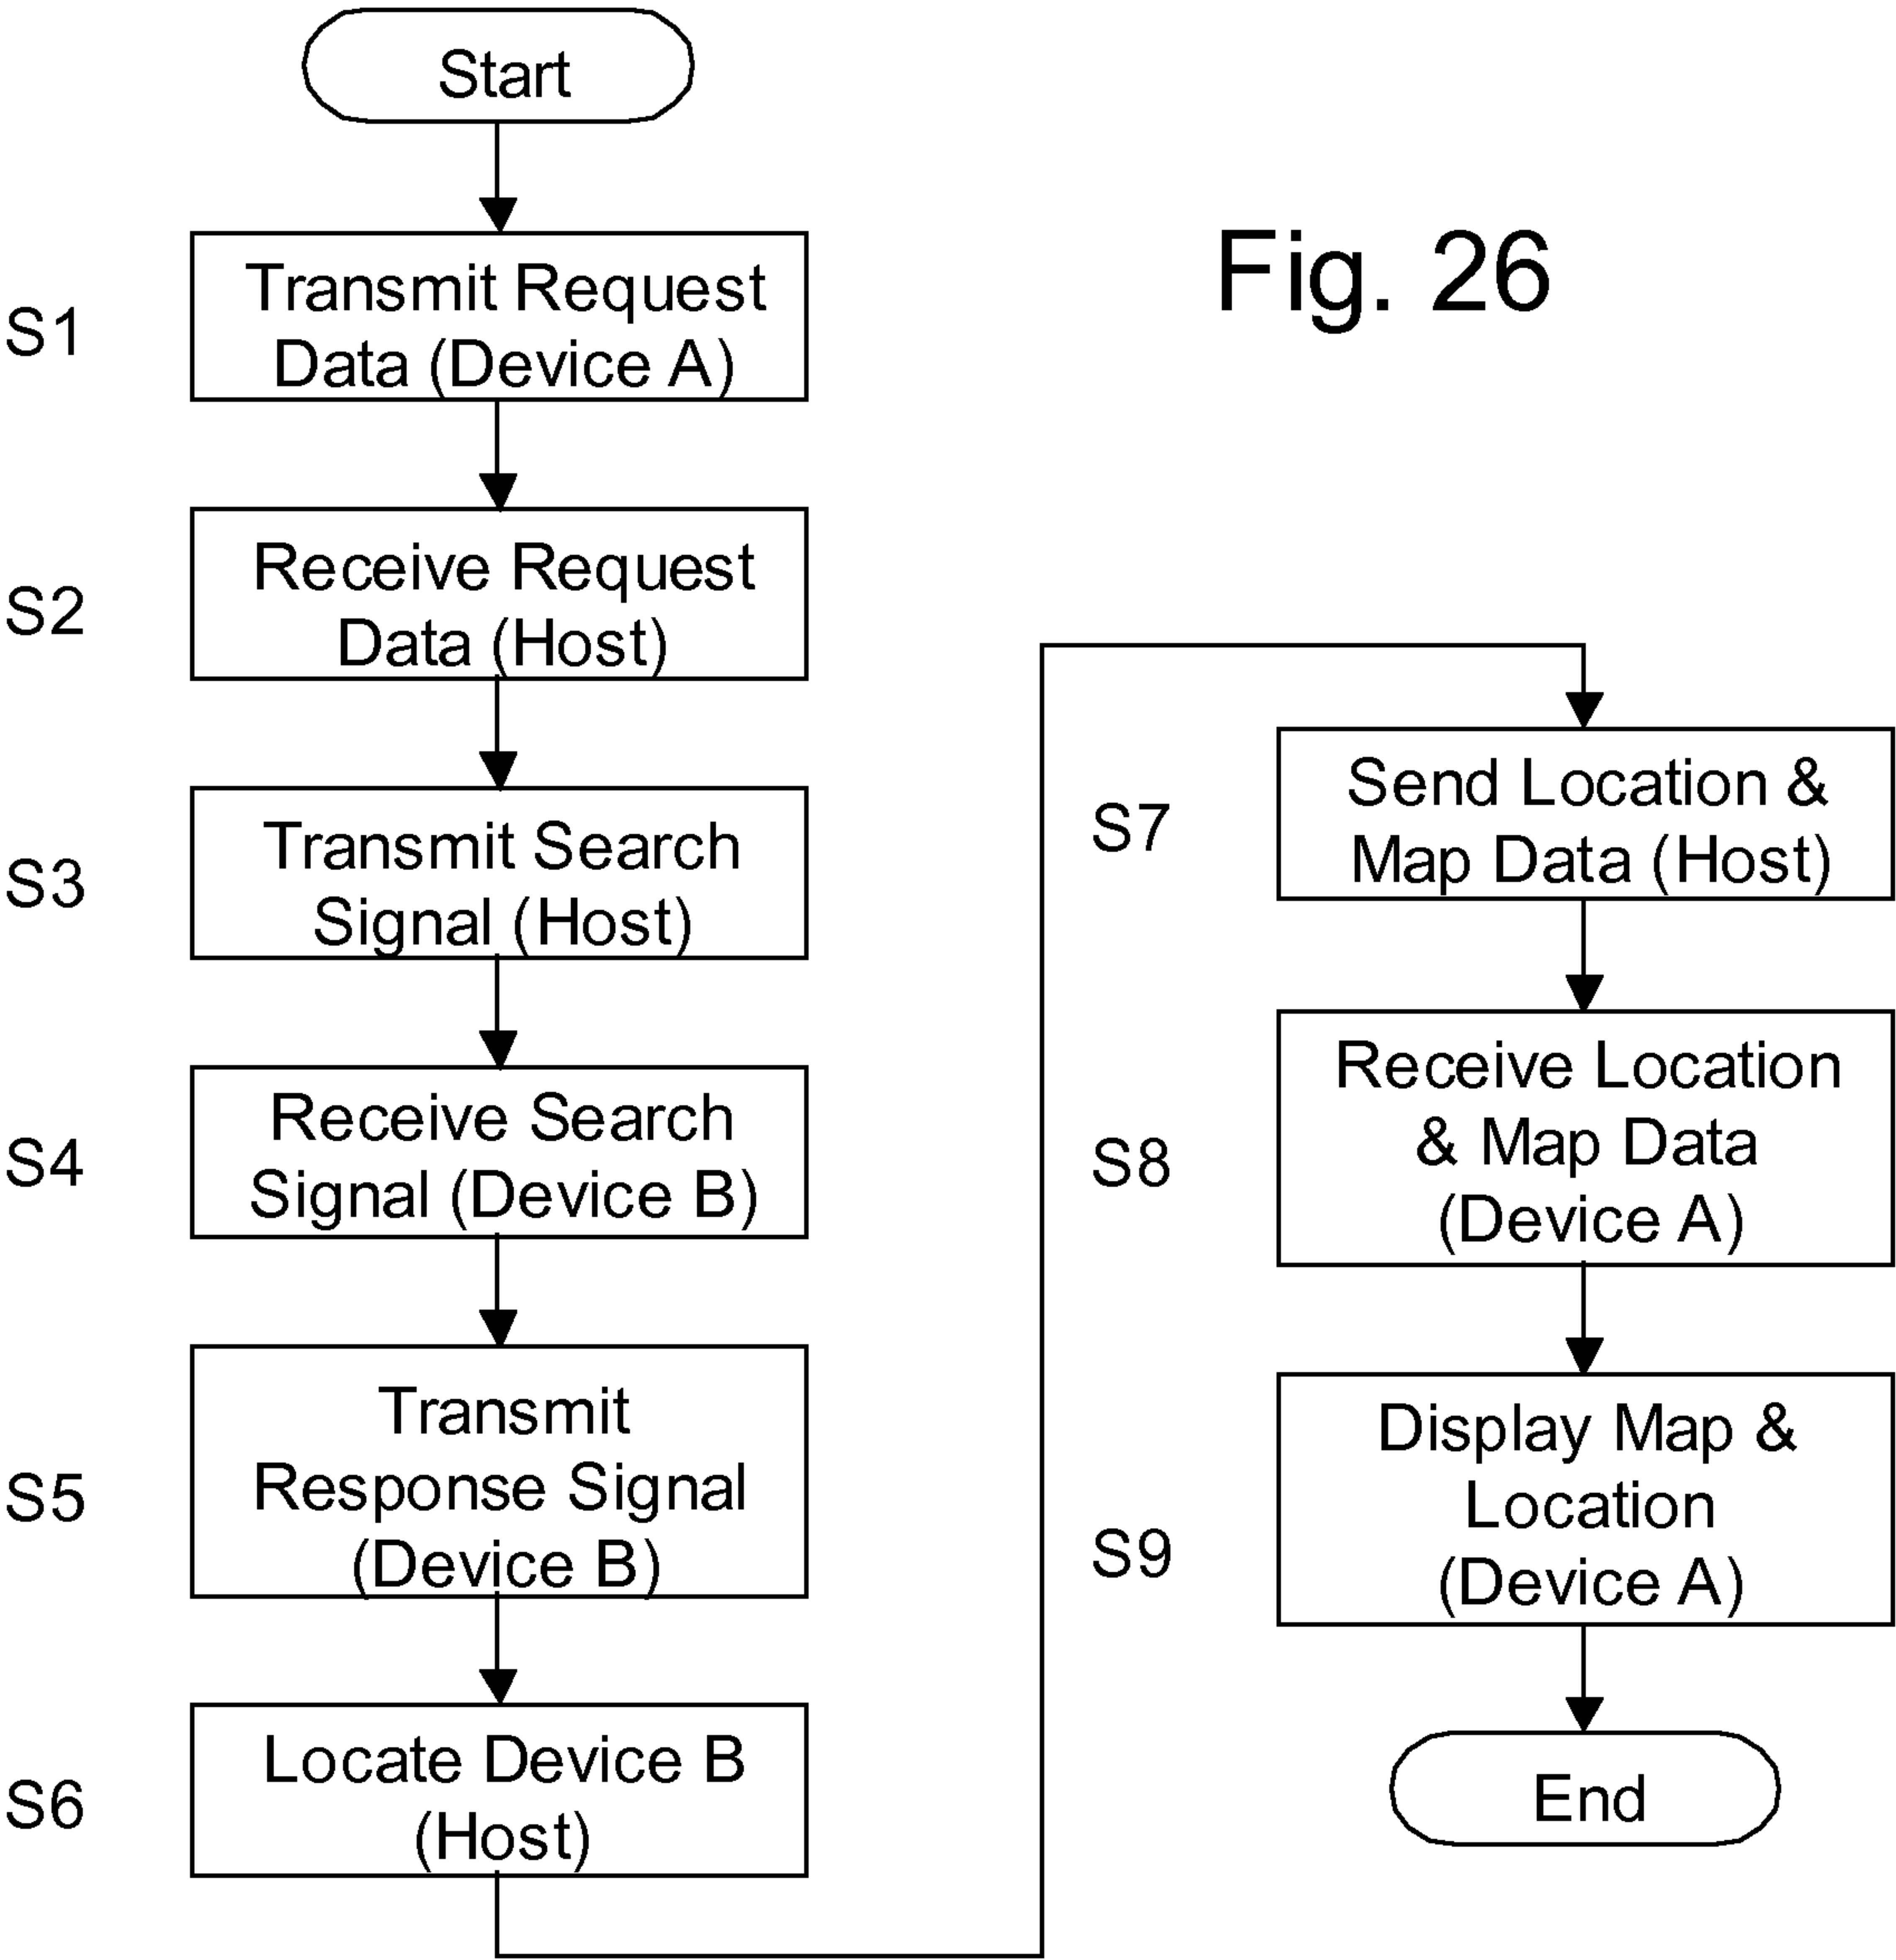 Start
Fig. 26
S1
Transmit Request
Data (Device A)
S2
Receive Request
Data (Host)
S3
Transmit Search
Signal (Host)
S4
Receive Search
Signal (Device B)
S5
Transmit
Response Signal
(Device B)
S6
Locate Device B
(Host)
S7
Send Location &
Map Data (Host)
S8
Receive Location
& Map Data
(Device A)
S9
Display Map &
Location
(Device A)
End